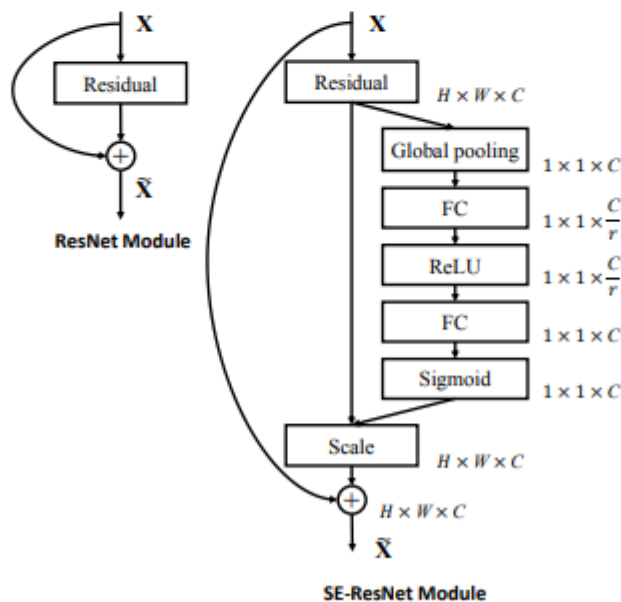 X
Residual
+
X̃
ResNet Module
X
Residual
H × W × C
Global pooling
1 × 1 × C
FC
1 × 1 × C/r
ReLU
1 × 1 × C/r
FC
1 × 1 × C
Sigmoid
1 × 1 × C
Scale
H × W × C
+
H × W × C
X̃
SE-ResNet Module